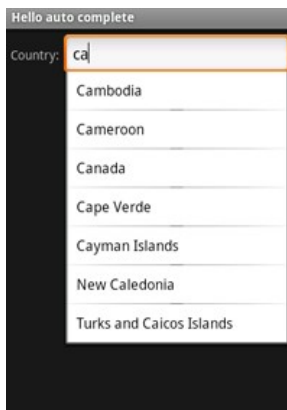 Hello auto complete
Country: ca
Cambodia
Cameroon
Canada
Cape Verde
Cayman Islands
New Caledonia
Turks and Caicos Islands